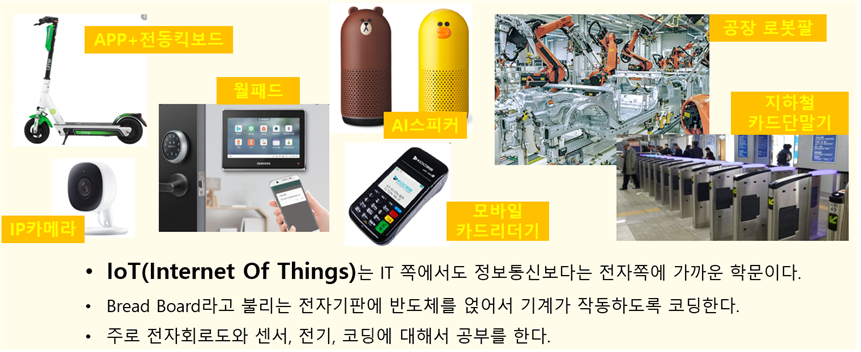 APP+전동킥보드
월패드
AI스피커
공장 로봇팔
지하철
카드단말기
IP카메라
모바일
카드리더기
SAMSUNG
• IoT(Internet Of Things)는 IT 쪽에서도 정보통신보다는 전자쪽에 가까운 학문이다.
• Bread Board라고 불리는 전자기판에 반도체를 얹어서 기계가 작동하도록 코딩한다.
• 주로 전자회로도와 센서, 전기, 코딩에 대해서 공부를 한다.